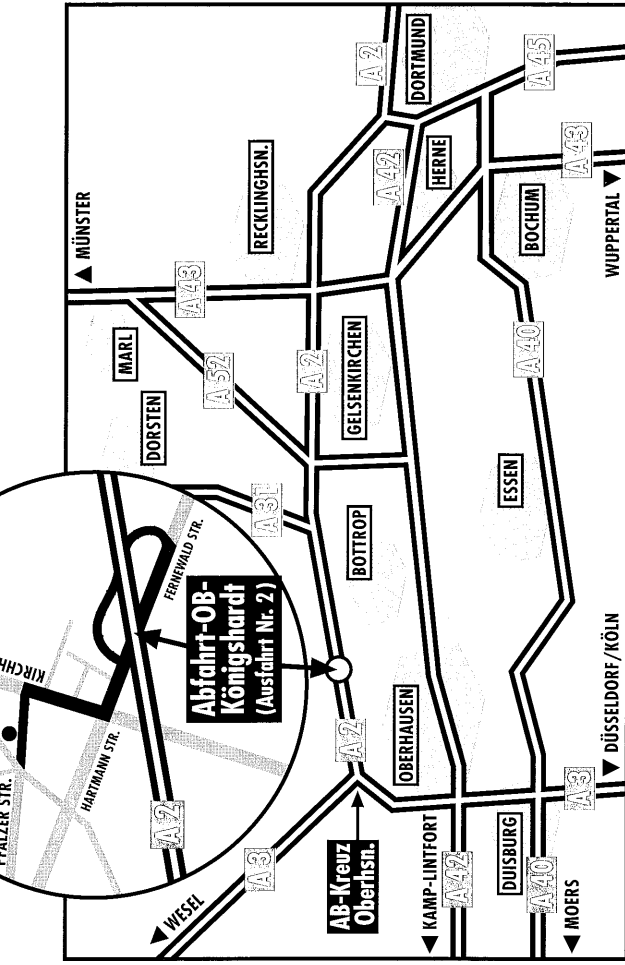 PFALZER STR.
KIRCHH
HARTMANN STR.
FERNEWALD STR.
A 2
Abfahrt-OB-
Königshardt
(Ausfahrt Nr. 2)
WESEL
A 3
AB-Kreuz
Oberhsn.
A 2
A 31
DORSTEN
MARL
MÜNSTER
A 52
A 43
RECKLINGHSN.
A 2
A 2
DORTMUND
A 45
A 42
HERNE
A 43
BOCHUM
WUPPERTAL
GELSENKIRCHEN
BOTTROP
ESSEN
A 40
OBERHAUSEN
KAMP-LINTFORT
A 42
DUISBURG
A 40
MOERS
A 3
DÜSSELDORF/KÖLN